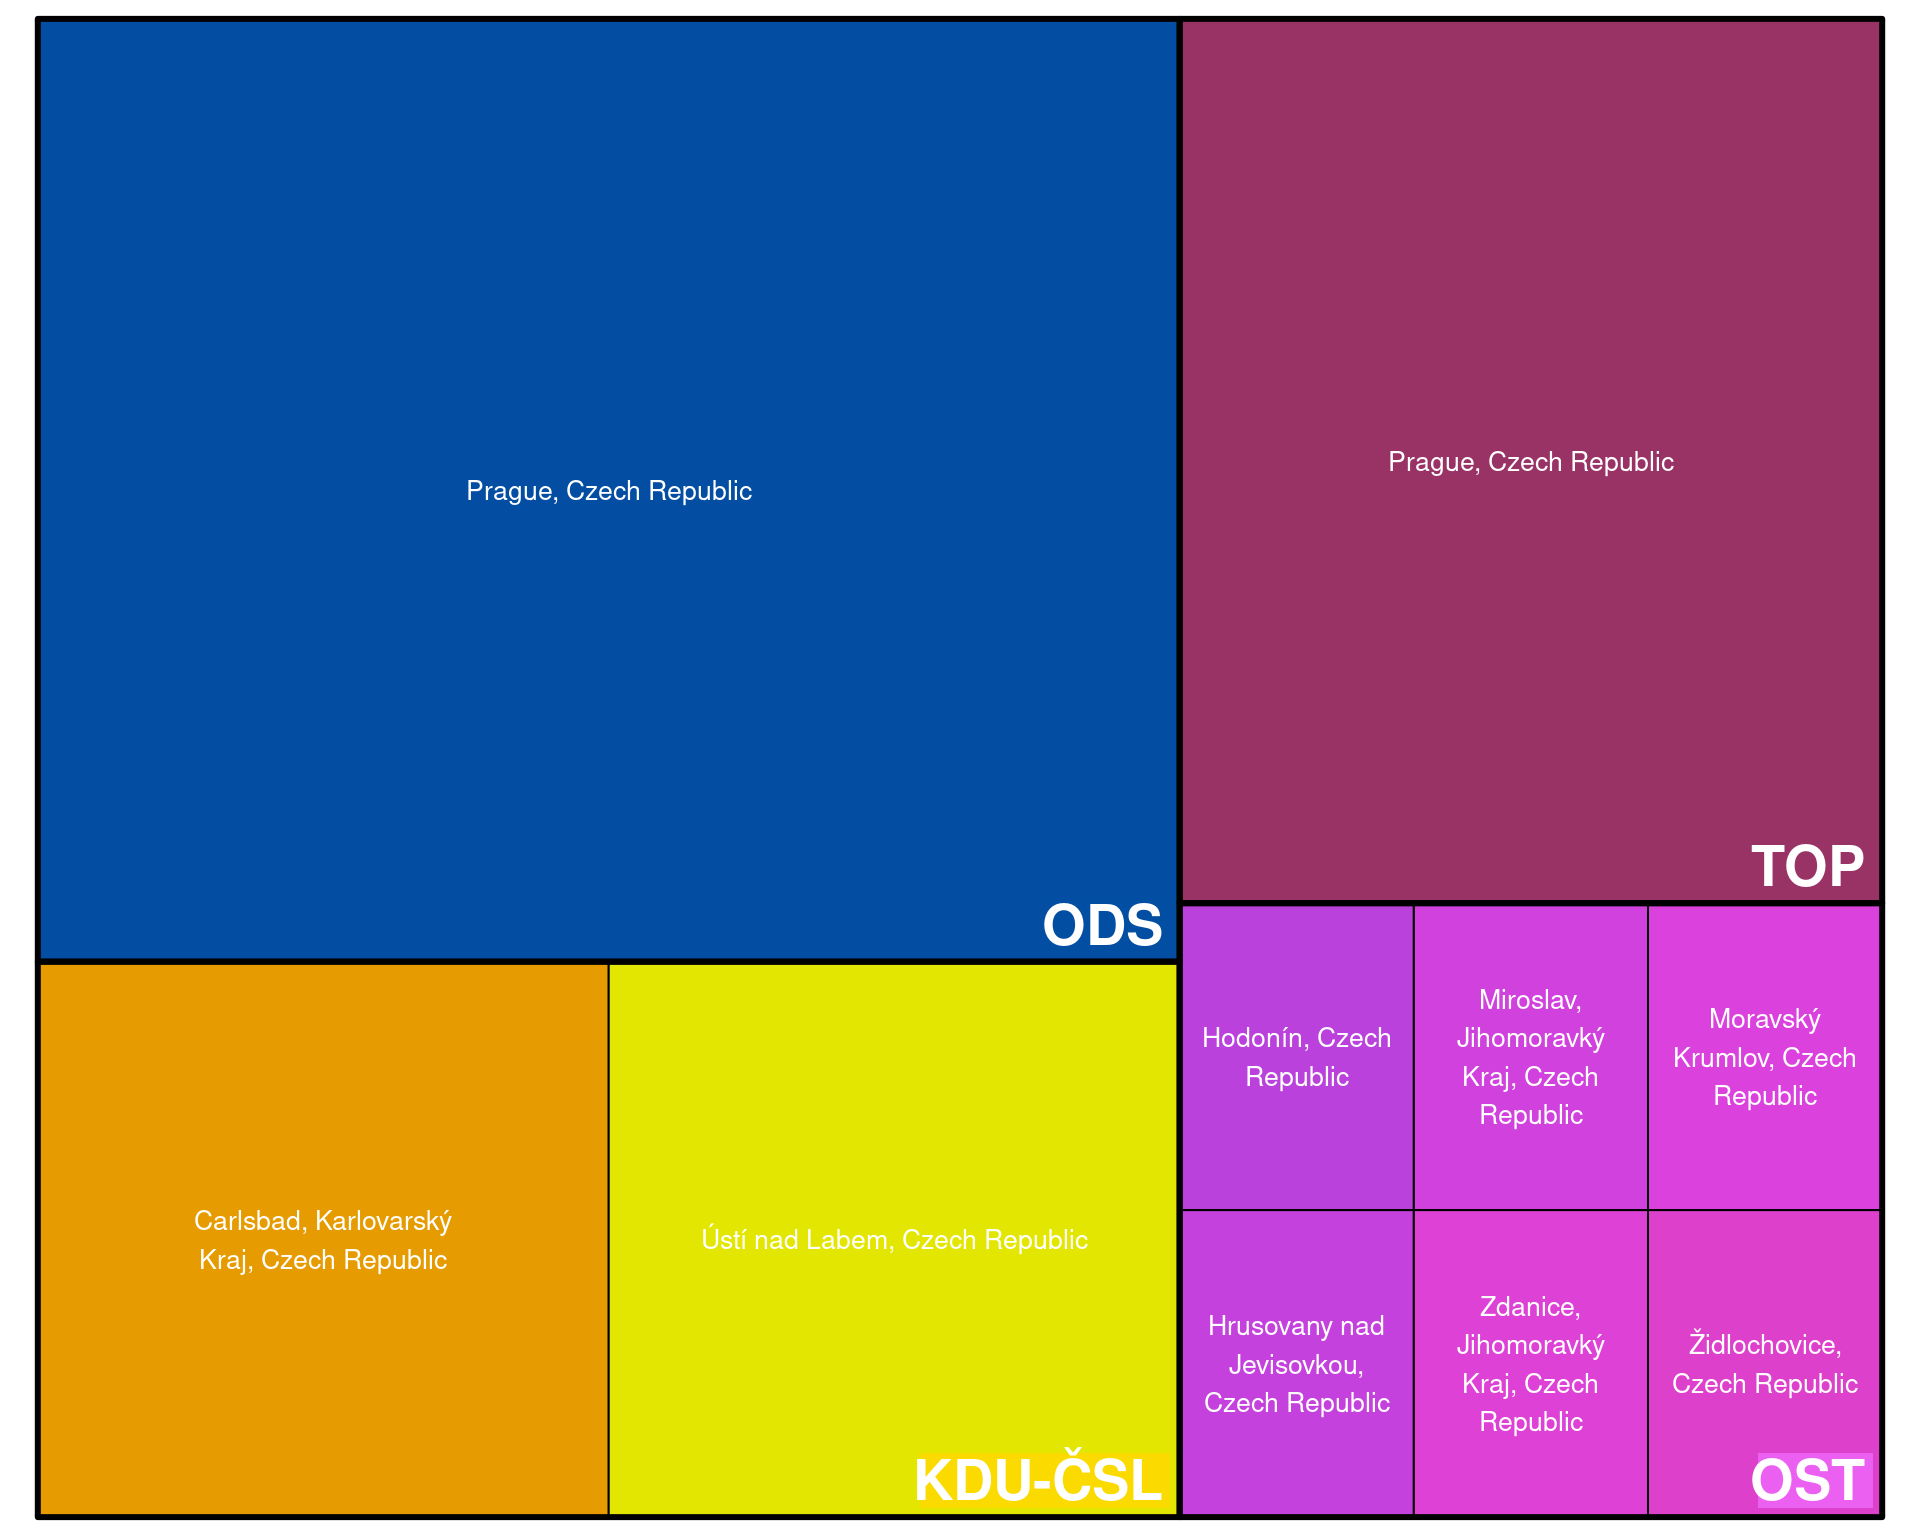 Prague, Czech Republic
ODS
Prague, Czech Republic
TOP
Carlsbad, Karlovarský
Kraj, Czech Republic
Ústí nad Labem, Czech Republic
KDU-ČSL
Hodonín, Czech
Republic
Miroslav,
Jihomoravký
Kraj, Czech
Republic
Moravský
Krumlov, Czech
Republic
Hrusovany nad
Jevisovkou,
Czech Republic
Zdanice,
Jihomoravký
Kraj, Czech
Republic
Židlochovice,
Czech Republic
OST